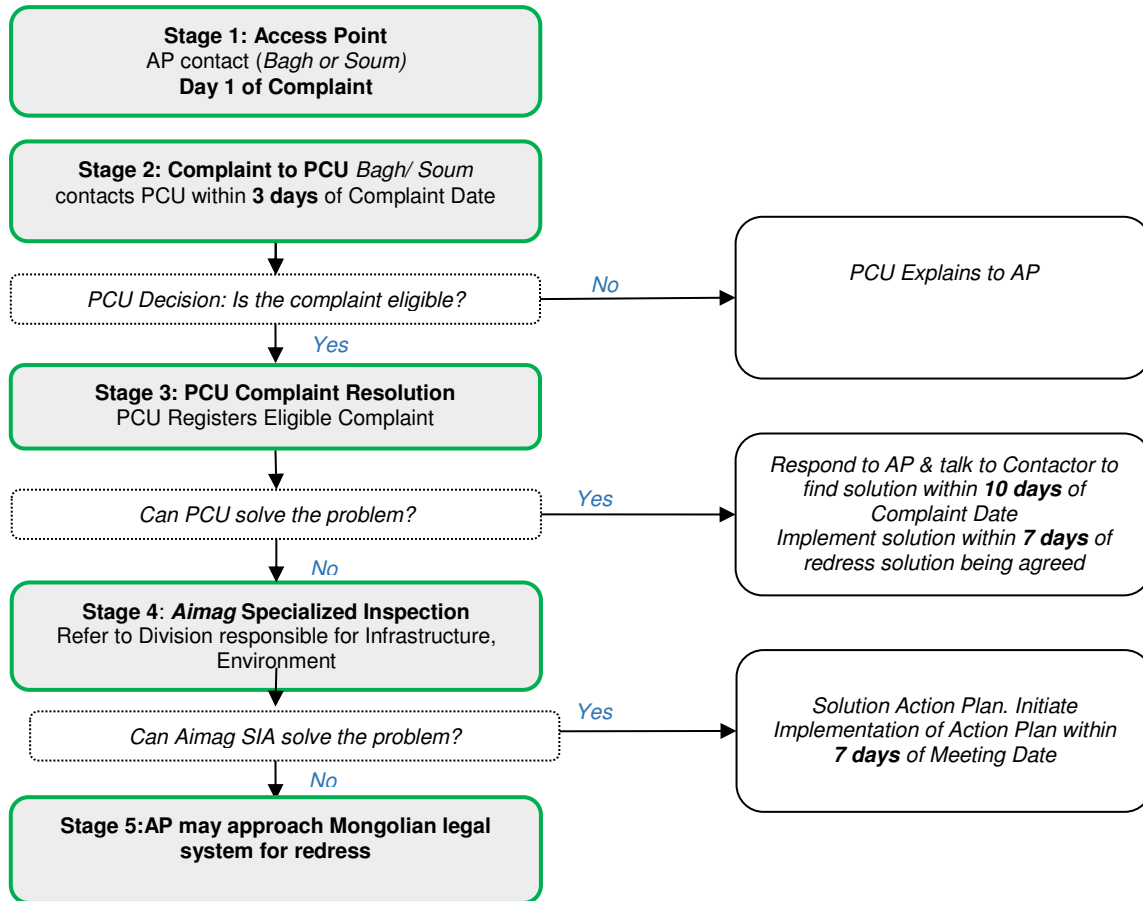 Stage 1: Access Point
AP contact (Bagh or Soum)
Day 1 of Complaint
Stage 2: Complaint to PCU Bagh/ Soum
contacts PCU within 3 days of Complaint Date
PCU Decision: Is the complaint eligible?
No
PCU Explains to AP
Yes
Stage 3: PCU Complaint Resolution
PCU Registers Eligible Complaint
Can PCU solve the problem?
Yes
Respond to AP & talk to Contactor to
find solution within 10 days of
Complaint Date
Implement solution within 7 days of
redress solution being agreed
No
Stage 4: Aimag Specialized Inspection
Refer to Division responsible for Infrastructure,
Environment
Can Aimag SIA solve the problem?
Yes
Solution Action Plan. Initiate
Implementation of Action Plan within
7 days of Meeting Date
No
Stage 5:AP may approach Mongolian legal
system for redress